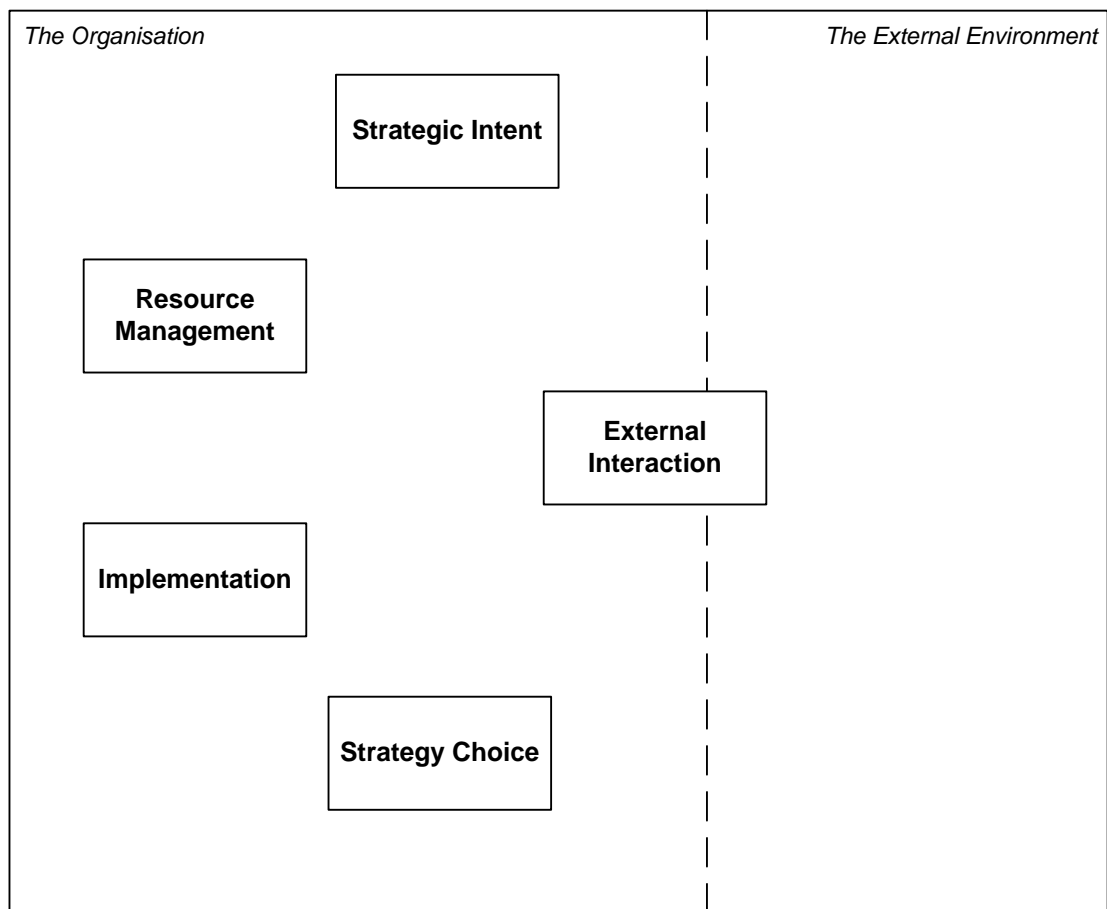 The Organisation
The External Environment
Strategic Intent
Resource
Management
External
Interaction
Implementation
Strategy Choice